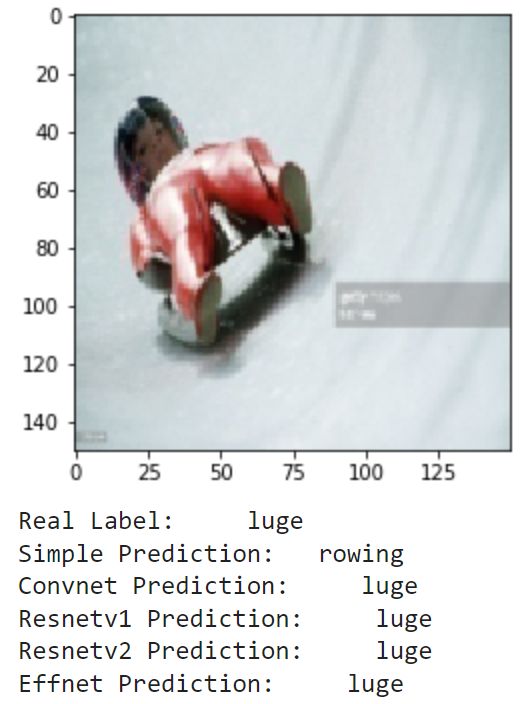 0
20
40
60
80
100
120
140
0 25 50 75 100 125
Real Label: luge
Simple Prediction: rowing
Convnet Prediction: luge
Resnetv1 Prediction: luge
Resnetv2 Prediction: luge
Effnet Prediction: luge